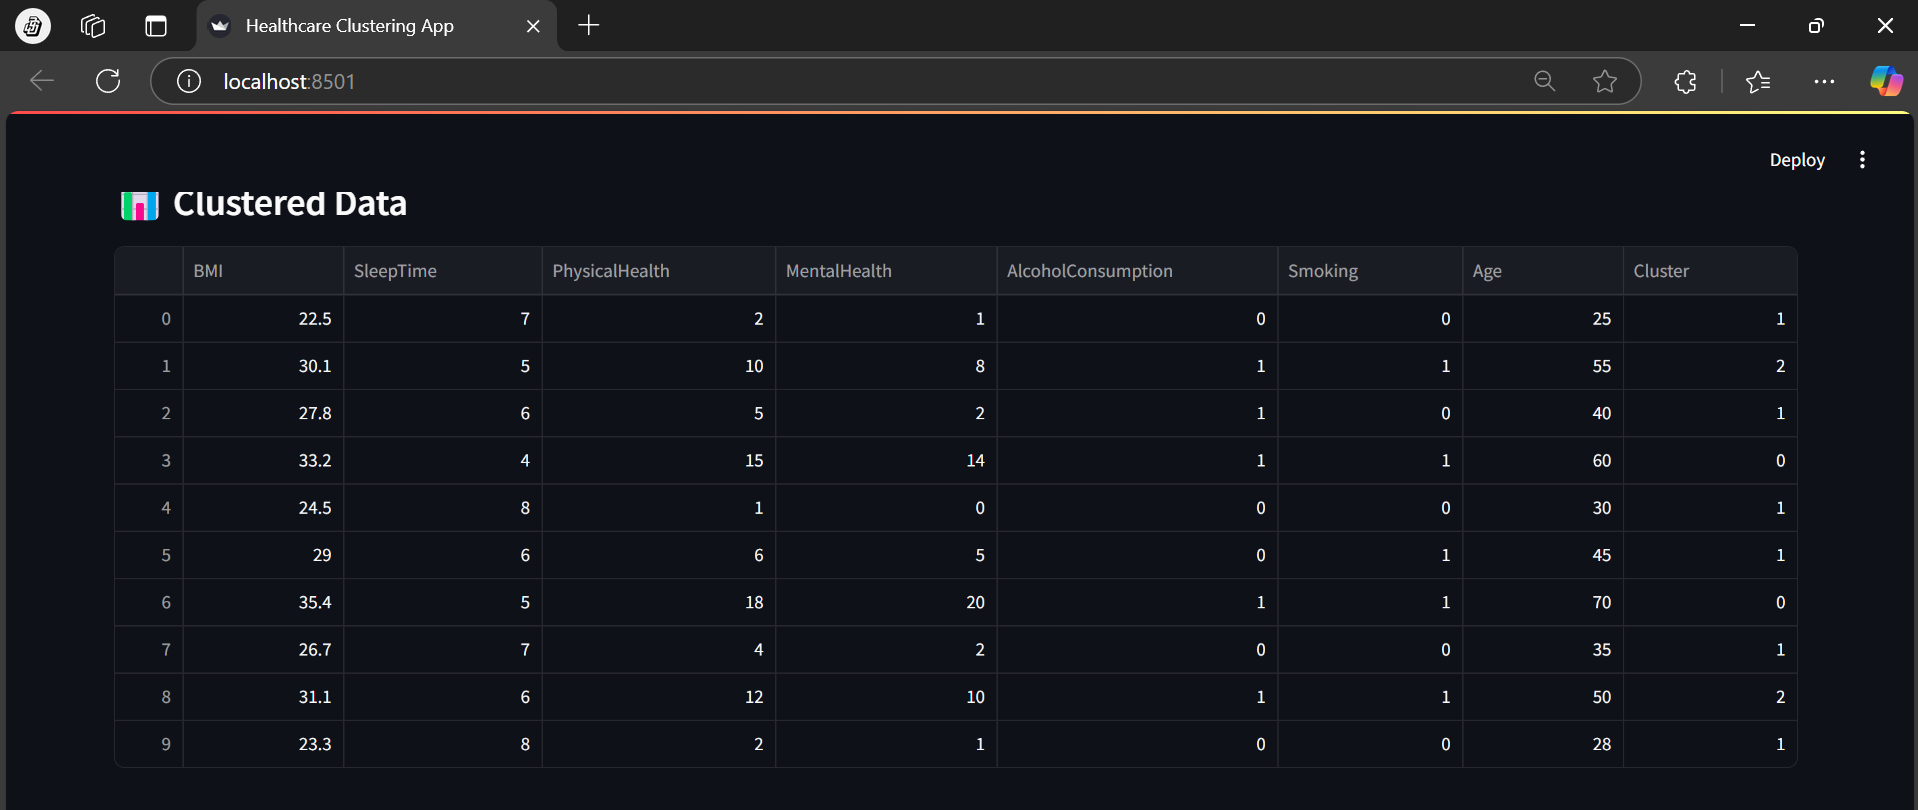 Healthcare Clustering App
localhost:8501
Deploy
Clustered Data
BMI SleepTime PhysicalHealth MentalHealth AlcoholConsumption Smoking Age Cluster
0 22.5 7 2 1 0 0 25 1
1 30.1 5 10 8 1 1 55 2
2 27.8 6 5 2 1 0 40 1
3 33.2 4 15 14 1 1 60 0
4 24.5 8 1 0 0 0 30 1
5 29 6 6 5 0 1 45 1
6 35.4 5 18 20 1 1 70 0
7 26.7 7 4 2 0 0 35 1
8 31.1 6 12 10 1 1 50 2
9 23.3 8 2 1 0 0 28 1